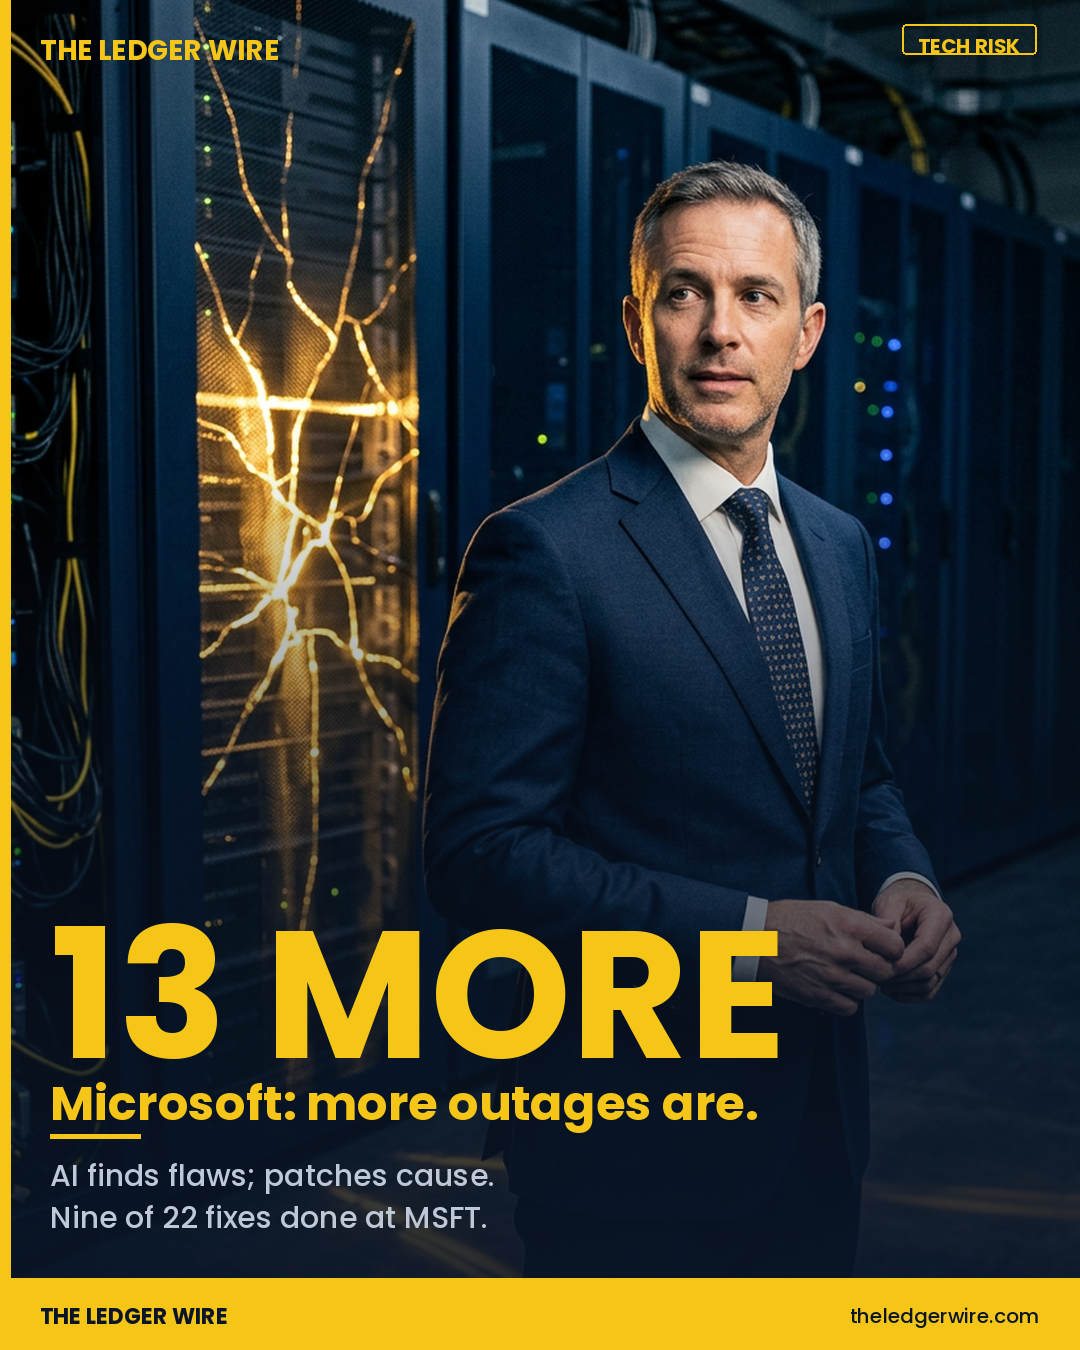 THE LEDGER WIRE
TECH RISK
13 MORE
Microsoft: more outages are.
AI finds flaws; patches cause.
Nine of 22 fixes done at MSFT.
THE LEDGER WIRE
theledgerwire.com